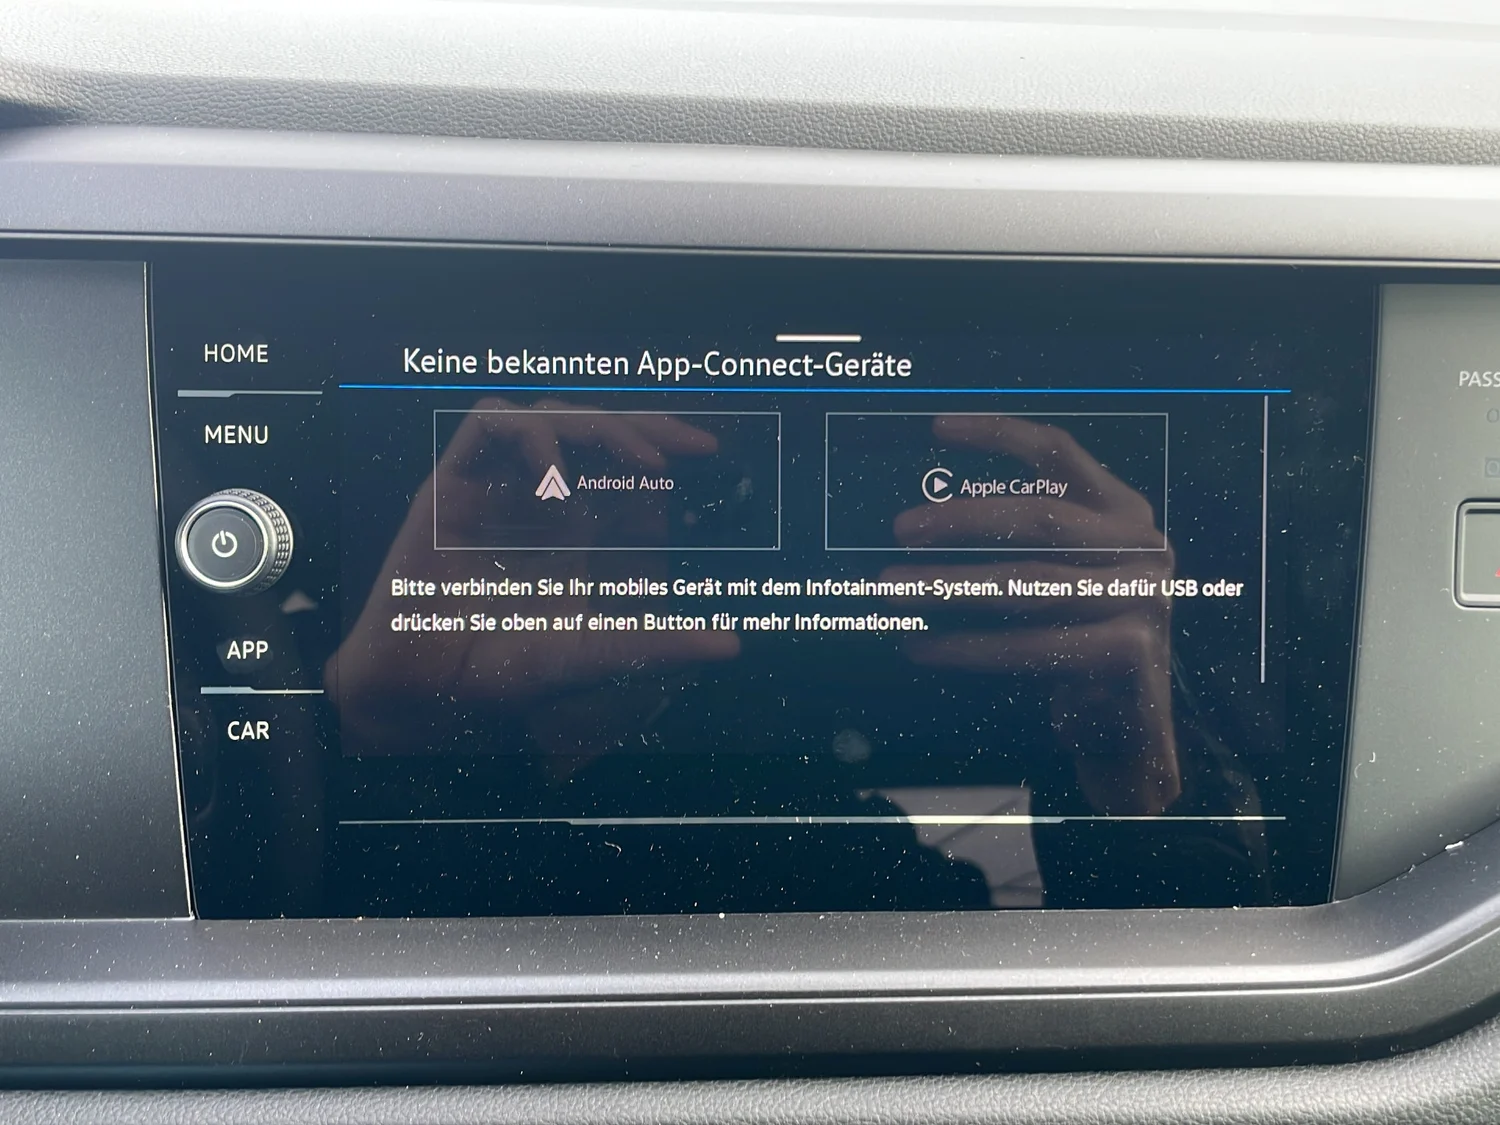 HOME
MENU
APP
CAR
Keine bekannten App-Connect-Geräte
Android Auto
Apple CarPlay
Bitte verbinden Sie Ihr mobiles Gerät mit dem Infotainment-System. Nutzen Sie dafür USB oder
drücken Sie oben auf einen Button für mehr Informationen.
PASS